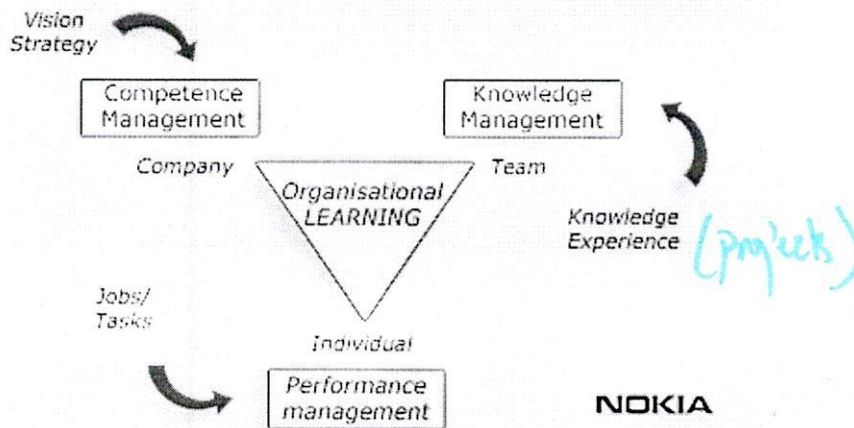 Vision
Strategy
Competence
Management
Knowledge
Management
Company
Team
Organisational
LEARNING
Knowledge
Experience
(projects)
Jobs/
Tasks
Individual
Performance
management
NOKIA